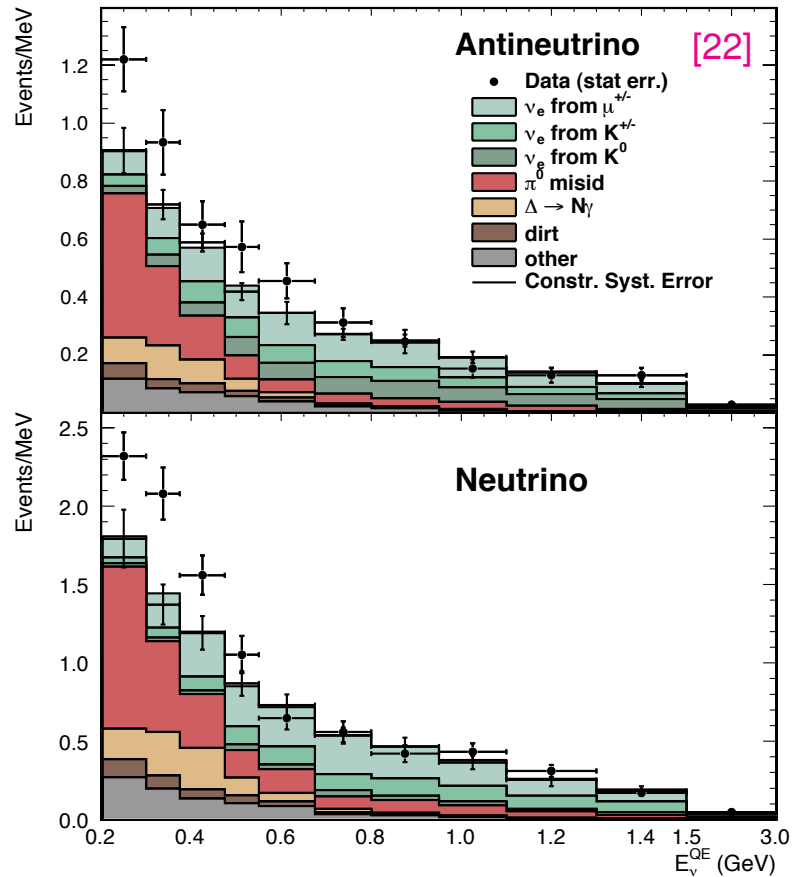 Antineutrino [22]
Events/MeV
1.2
1.0
0.8
0.6
0.4
0.2
Data (stat err.)
νe from μ+/-
νe from K+/-
νe from K0
π0 misid
Δ → Nγ
dirt
other
Constr. Syst. Error
Neutrino
Events/MeV
2.5
2.0
1.5
1.0
0.5
0.0
0.2 0.4 0.6 0.8 1.0 1.2 1.4 1.5 3.0
EνQE (GeV)